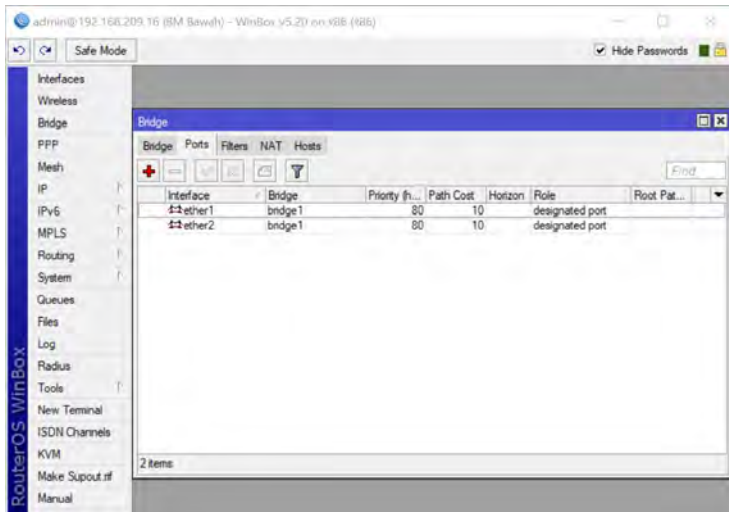 admin@192.168.209.16 (BM Bawah) - WinBox v5.20 on x86 (x86)
Safe Mode
Hide Passwords
Interfaces
Wireless
Bridge
PPP
Mesh
IP
IPv6
MPLS
Routing
System
Queues
Files
Log
Radius
Tools
New Terminal
ISDN Channels
KVM
Make Supout.rif
Manual
RouterOS WinBox
Bridge
Bridge Ports Filters NAT Hosts
Find
Interface Bridge Priority (h... Path Cost Horizon Role Root Pat...
ether1 bridge1 80 10 designated port
ether2 bridge1 80 10 designated port
2 items